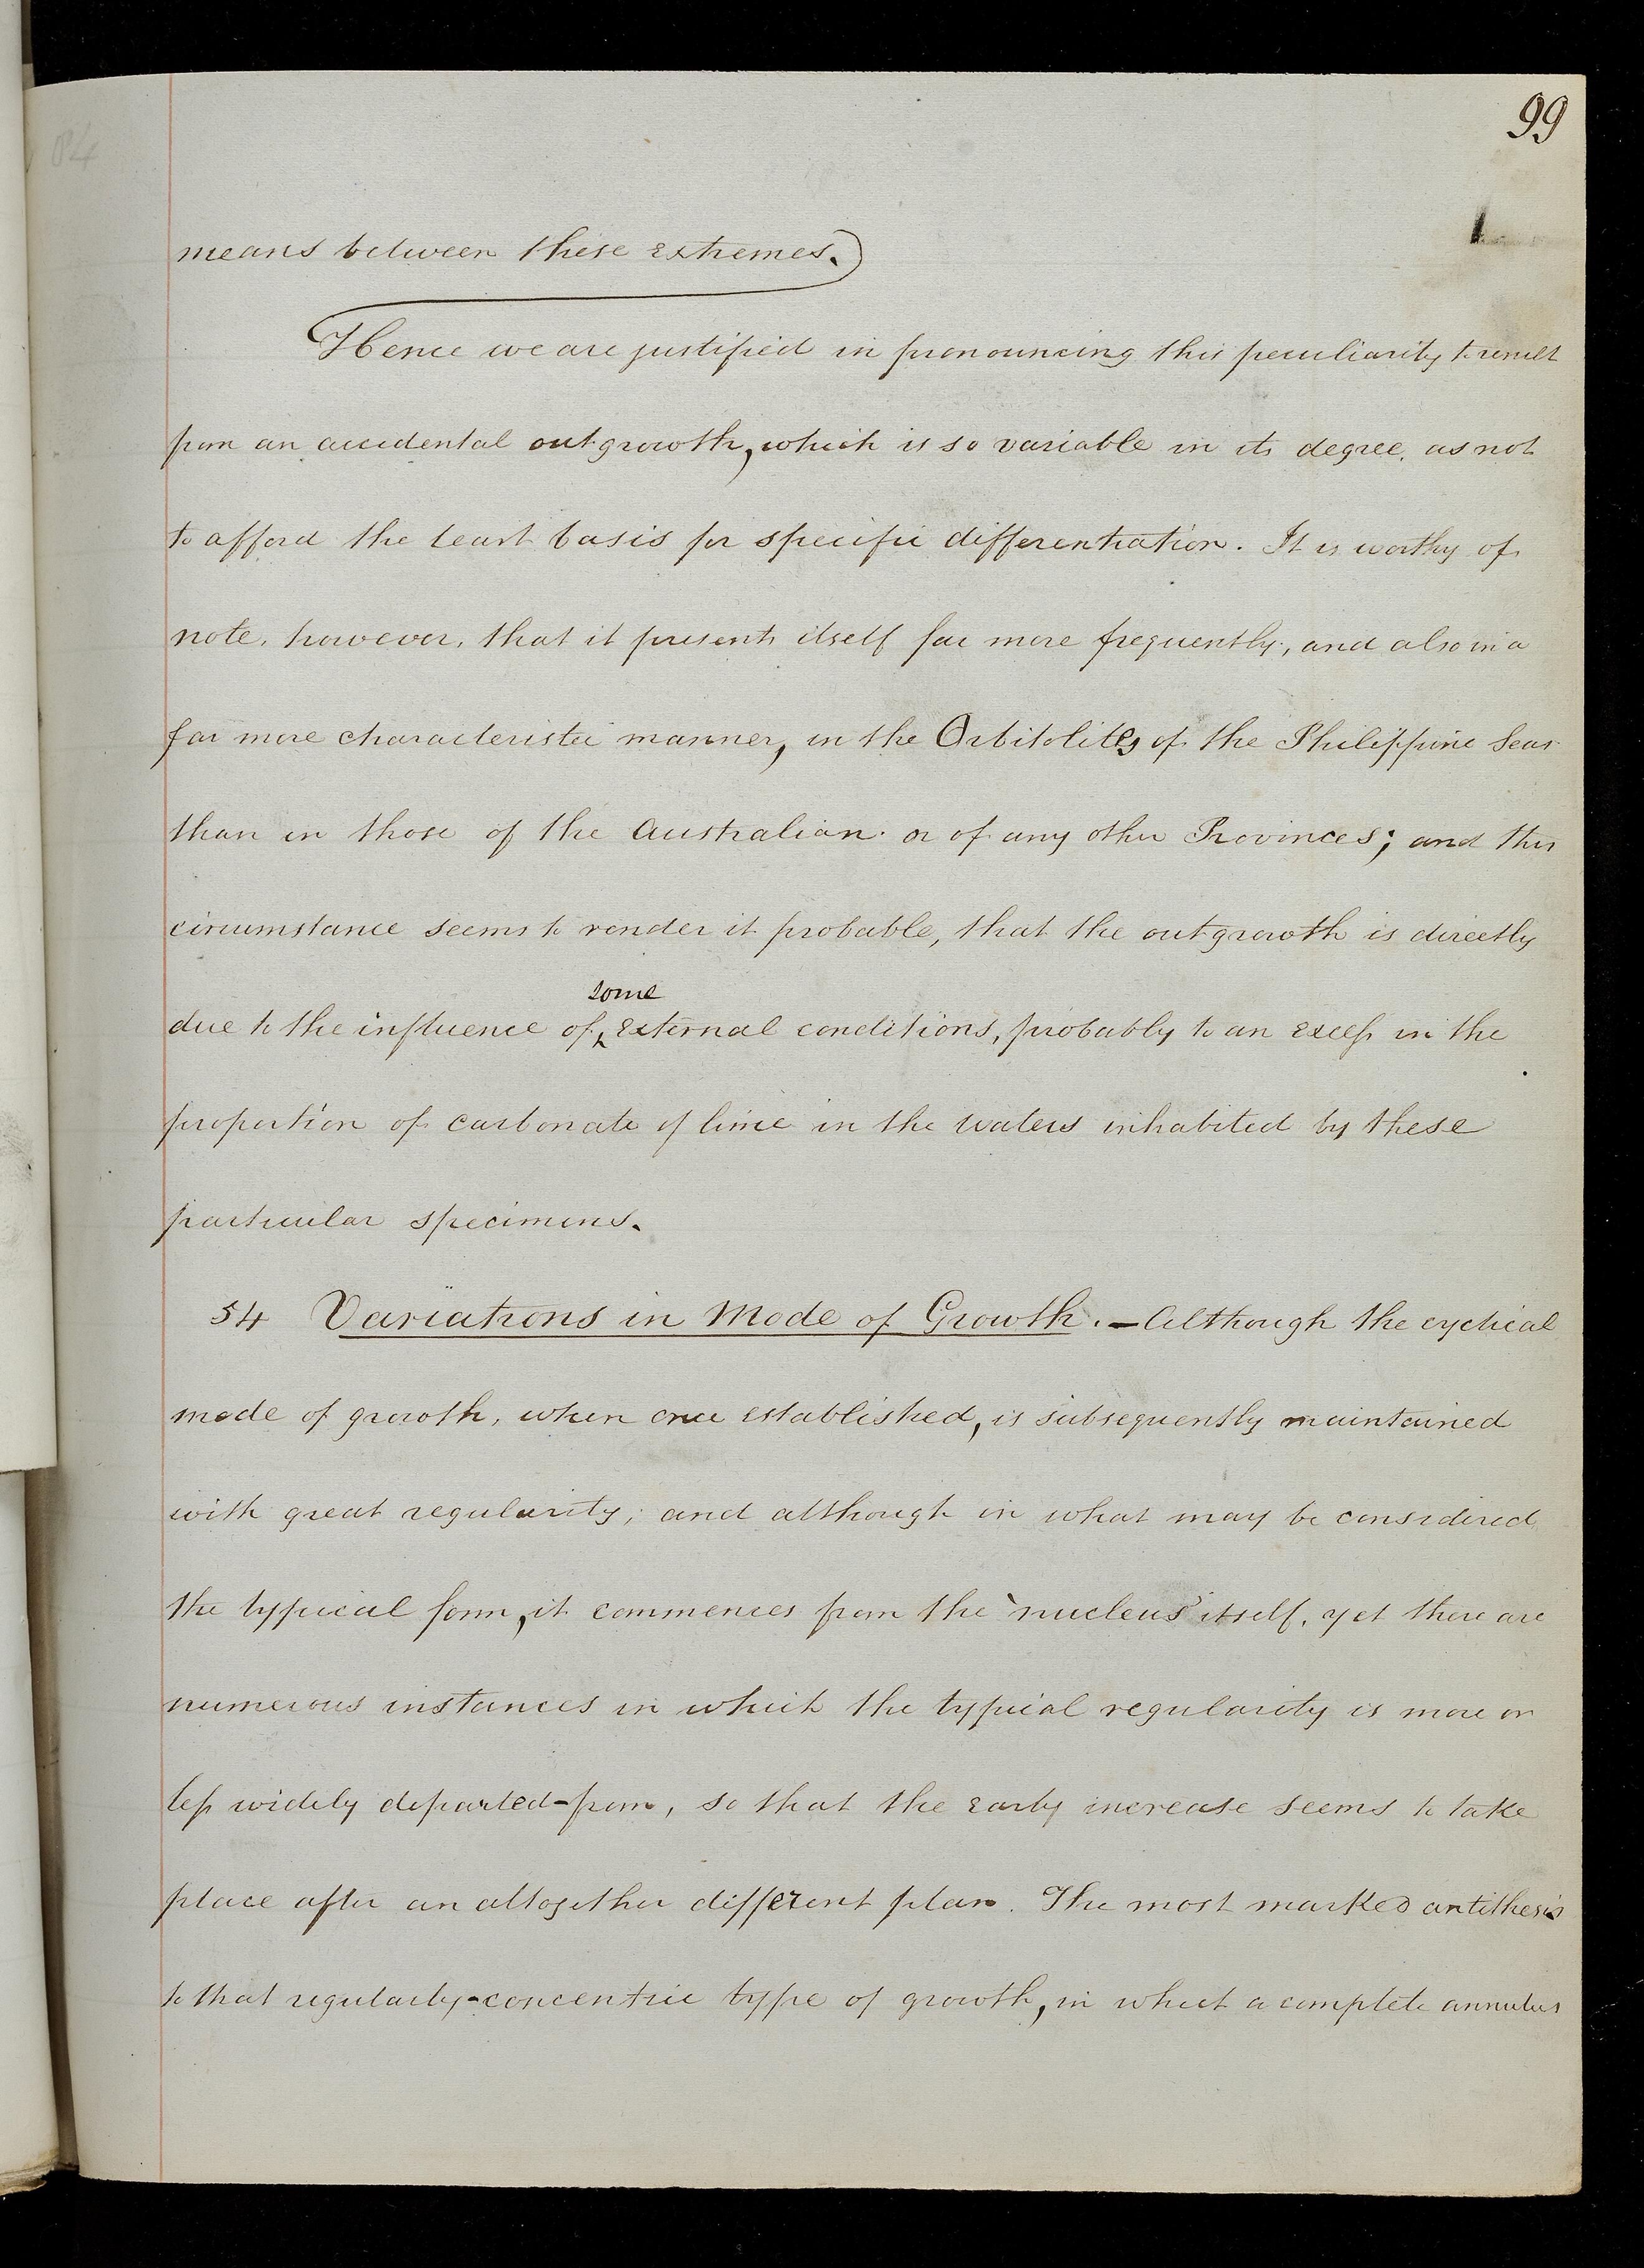 99
84
means between these extremes.
Hence we are justified in pronouncing this peculiarity to result
from an accidental outgrowth, which is so variable in its degree, as not
to afford the least basis for specific differentiation. It is worthy of
note, however, that it presents itself far more frequently, and also in a
far more characteristic manner, in the Orbitolites of the Philippine Seas
than in those of the Australian or of any other Provinces; and this
circumstance seems to render it probable, that the outgrowth is directly
some
due to the influence of external conditions, probably to an excess in the
proportion of carbonate of lime in the waters inhabited by these
particular specimens.
54 Variations in Mode of Growth. — Although the cyclical
mode of growth, when once established, is subsequently maintained
with great regularity; and although in what may be considered
the typical form, it commences from the 'nucleus' itself, yet there are
numerous instances in which the typical regularity is more or
less widely departed-from, so that the early increase seems to take
place after an altogether different plan. The most marked antithesis
to that regularly-concentric type of growth, in which a complete annulus